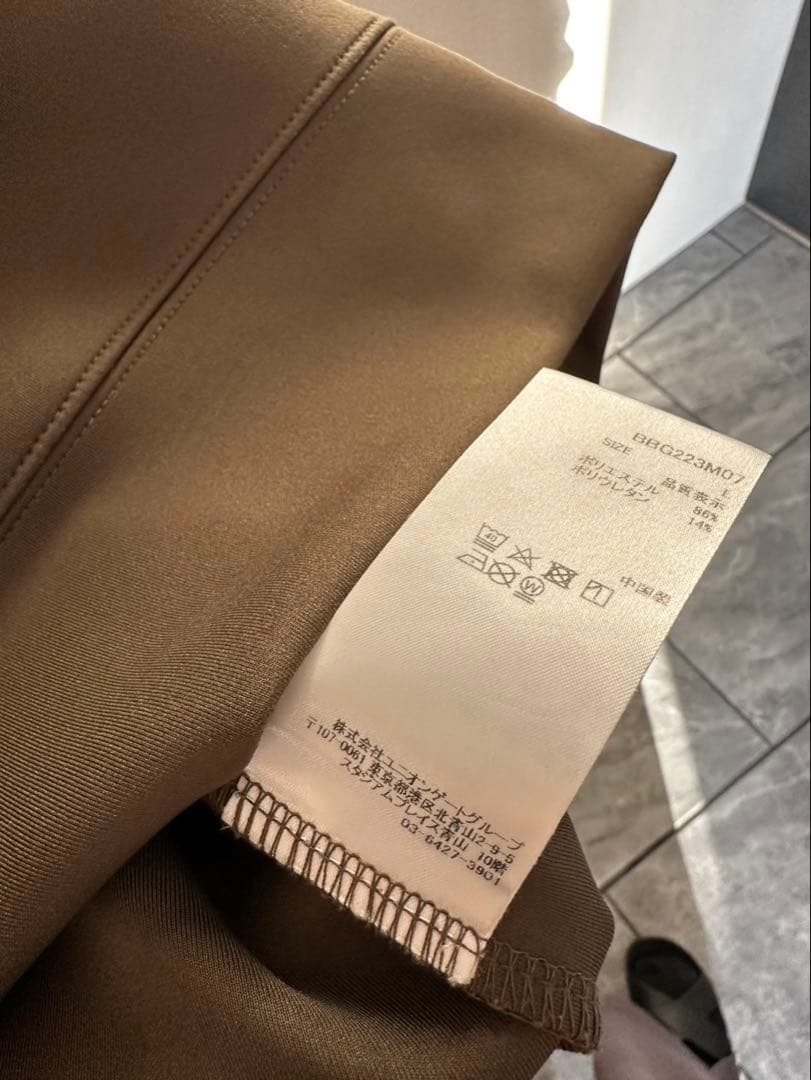 BBG223M07
SIZE L
品質表示
ポリエステル 86%
ポリウレタン 14%
40
W
中国製
株式会社ユニオンゲートグループ
〒107-0061 東京都港区北青山2-9-5
スタジアムプレイス青山 10階
03-6427-3901